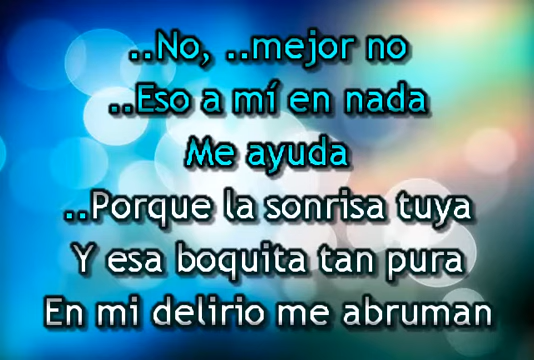 ..No, ..mejor no
..Eso a mí en nada
Me ayuda
..Porque la sonrisa tuya
Y esa boquita tan pura
En mi delirio me abruman